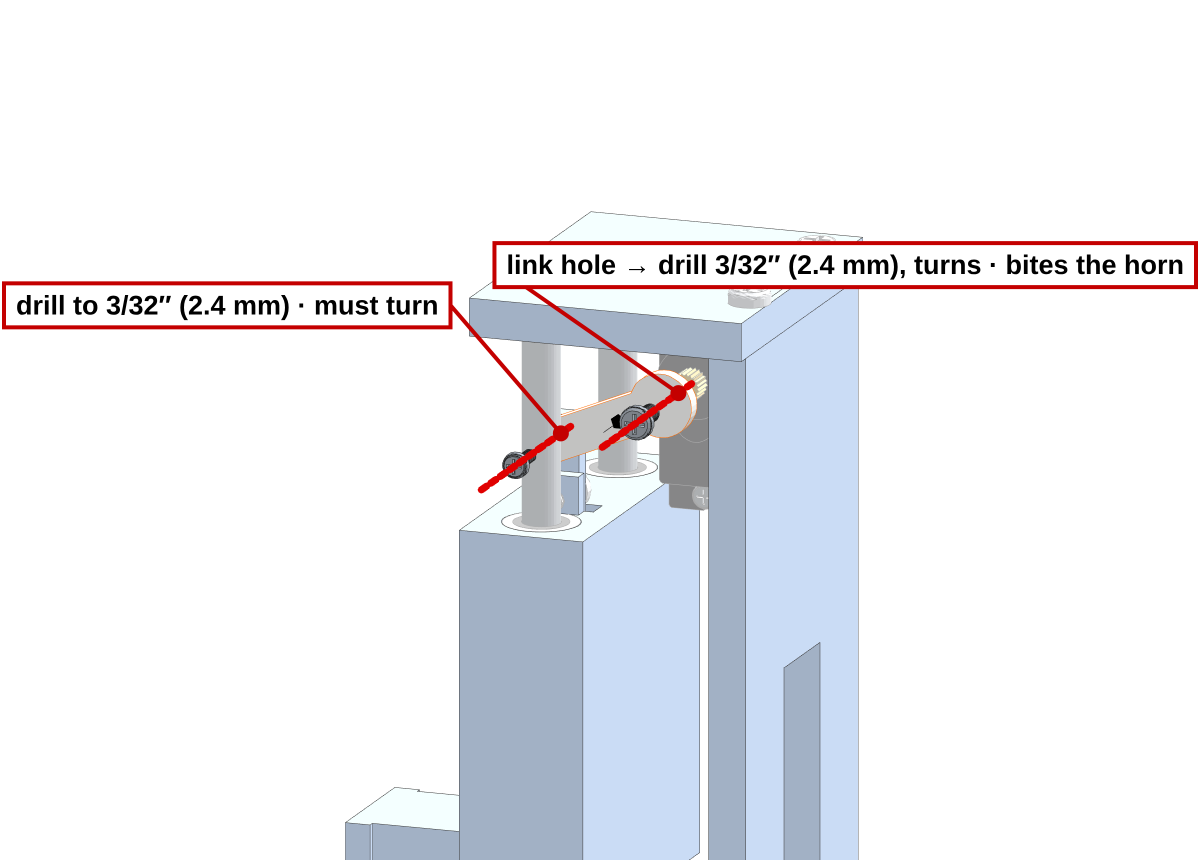 link hole → drill 3/32″ (2.4 mm), turns · bites the horn
drill to 3/32″ (2.4 mm) · must turn